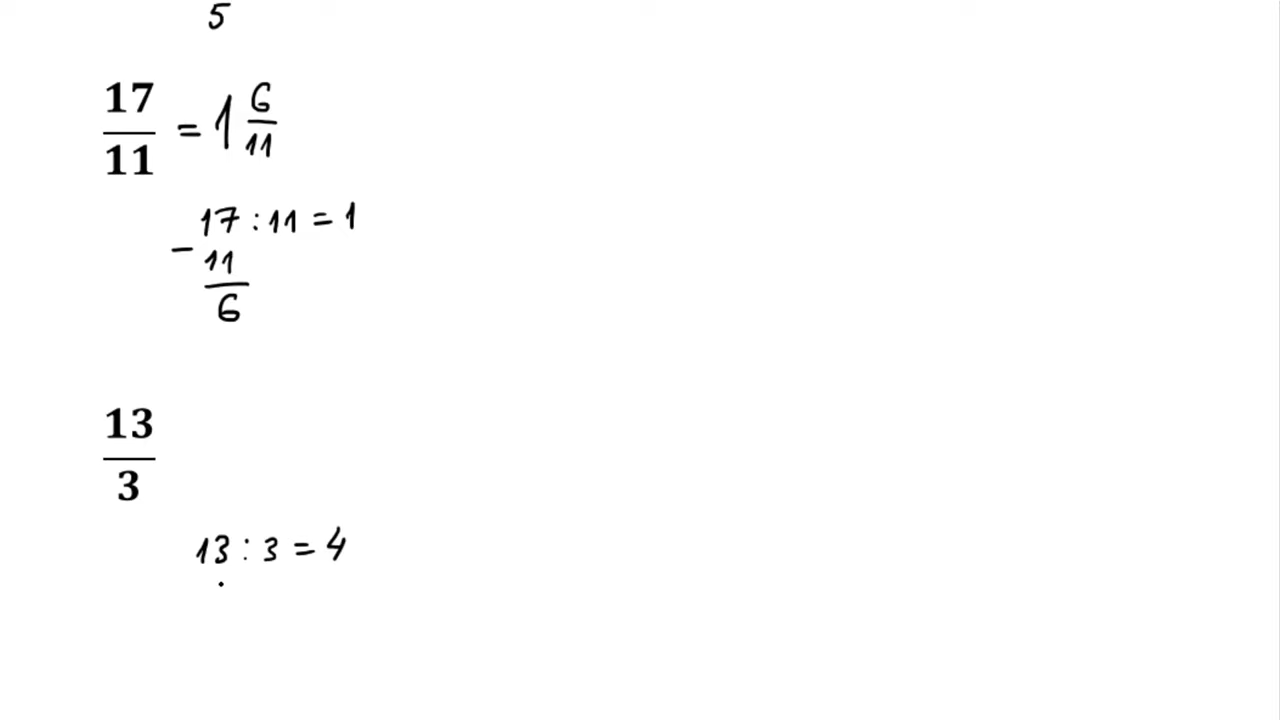 5
17/11 = 1 6/11
17 : 11 = 1
- 11
6
13/3
13 : 3 = 4